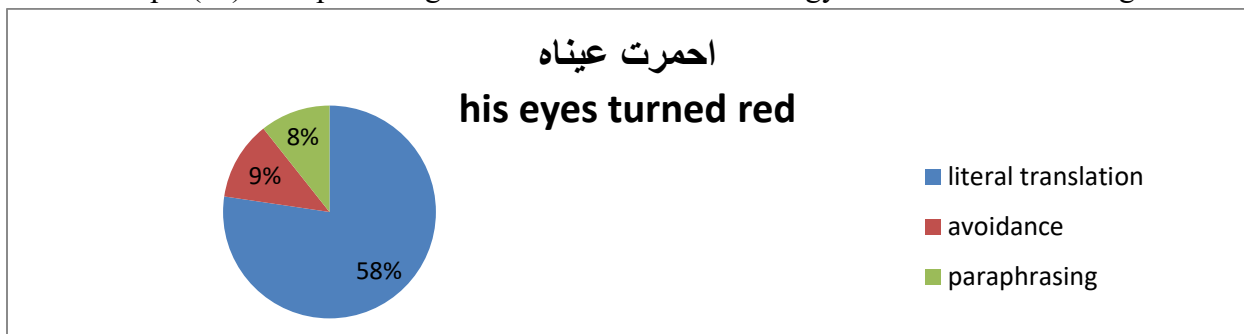 احمرت عيناه
his eyes turned red
8%
9%
58%
literal translation
avoidance
paraphrasing